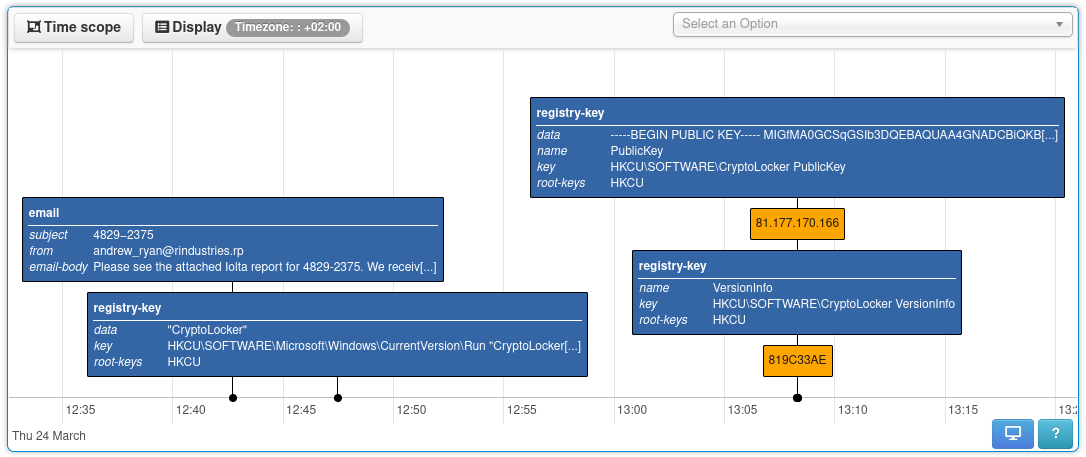 Time scope
Display Timezone: : +02:00
Select an Option
registry-key
data -----BEGIN PUBLIC KEY----- MIGfMA0GCSqGSIb3DQEBAQUAA4GNADCBiQKB[...]
name PublicKey
key HKCU\SOFTWARE\CryptoLocker PublicKey
root-keys HKCU
81.177.170.166
email
subject 4829–2375
from andrew_ryan@rindustries.rp
email-body Please see the attached Iolta report for 4829-2375. We receiv[...]
registry-key
name VersionInfo
key HKCU\SOFTWARE\CryptoLocker VersionInfo
root-keys HKCU
registry-key
data "CryptoLocker"
key HKCU\SOFTWARE\Microsoft\Windows\CurrentVersion\Run "CryptoLocker[...]
root-keys HKCU
819C33AE
12:35 12:40 12:45 12:50 12:55 13:00 13:05 13:10 13:15
Thu 24 March
?